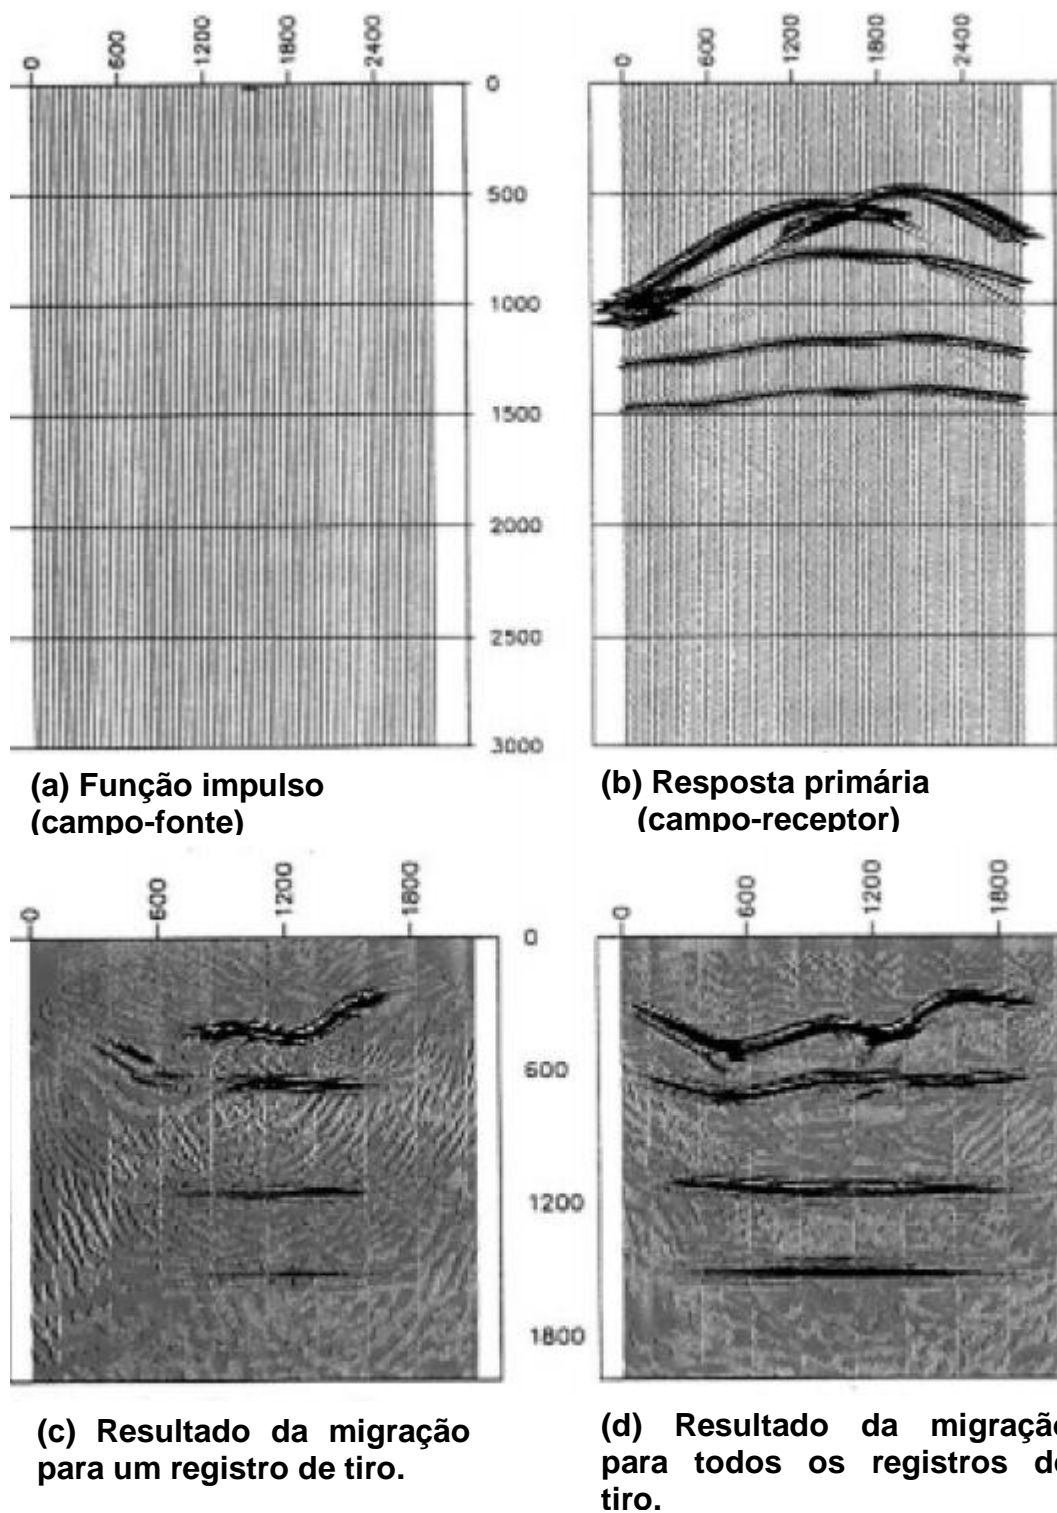 0 600 1200 1800 2400
0 600 1200 1800 2400
0
500
1000
1500
2000
2500
3000
(a) Função impulso
(campo-fonte)
(b) Resposta primária
(campo-receptor)
0 600 1200 1800
0 600 1200 1800
0
600
1200
1800
(c) Resultado da migração
para um registro de tiro.
(d) Resultado da migração
para todos os registros de
tiro.